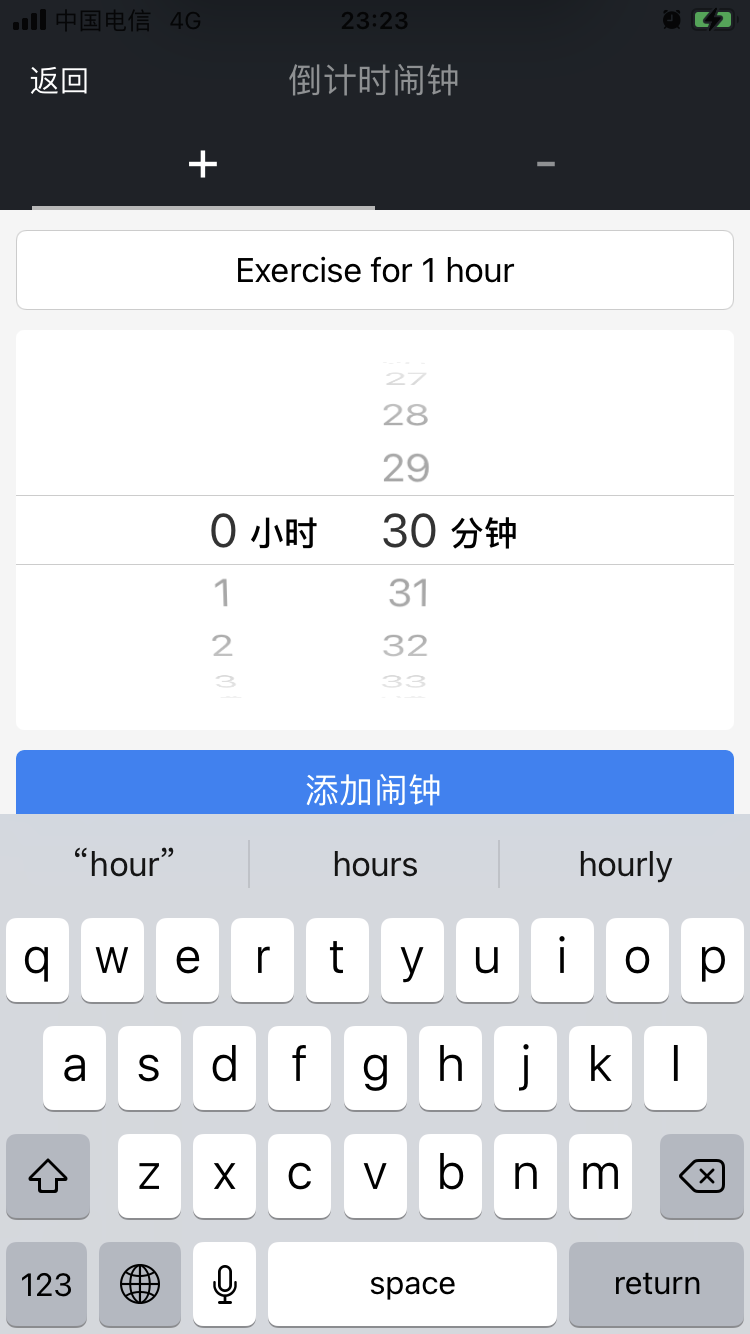 中国电信 4G 23:23
返回 倒计时闹钟
+ -
Exercise for 1 hour
27
28
29
0 小时 30 分钟
1 31
2 32
3 33
添加闹钟
“hour” hours hourly
q w e r t y u i o p
a s d f g h j k l
z x c v b n m
123 space return